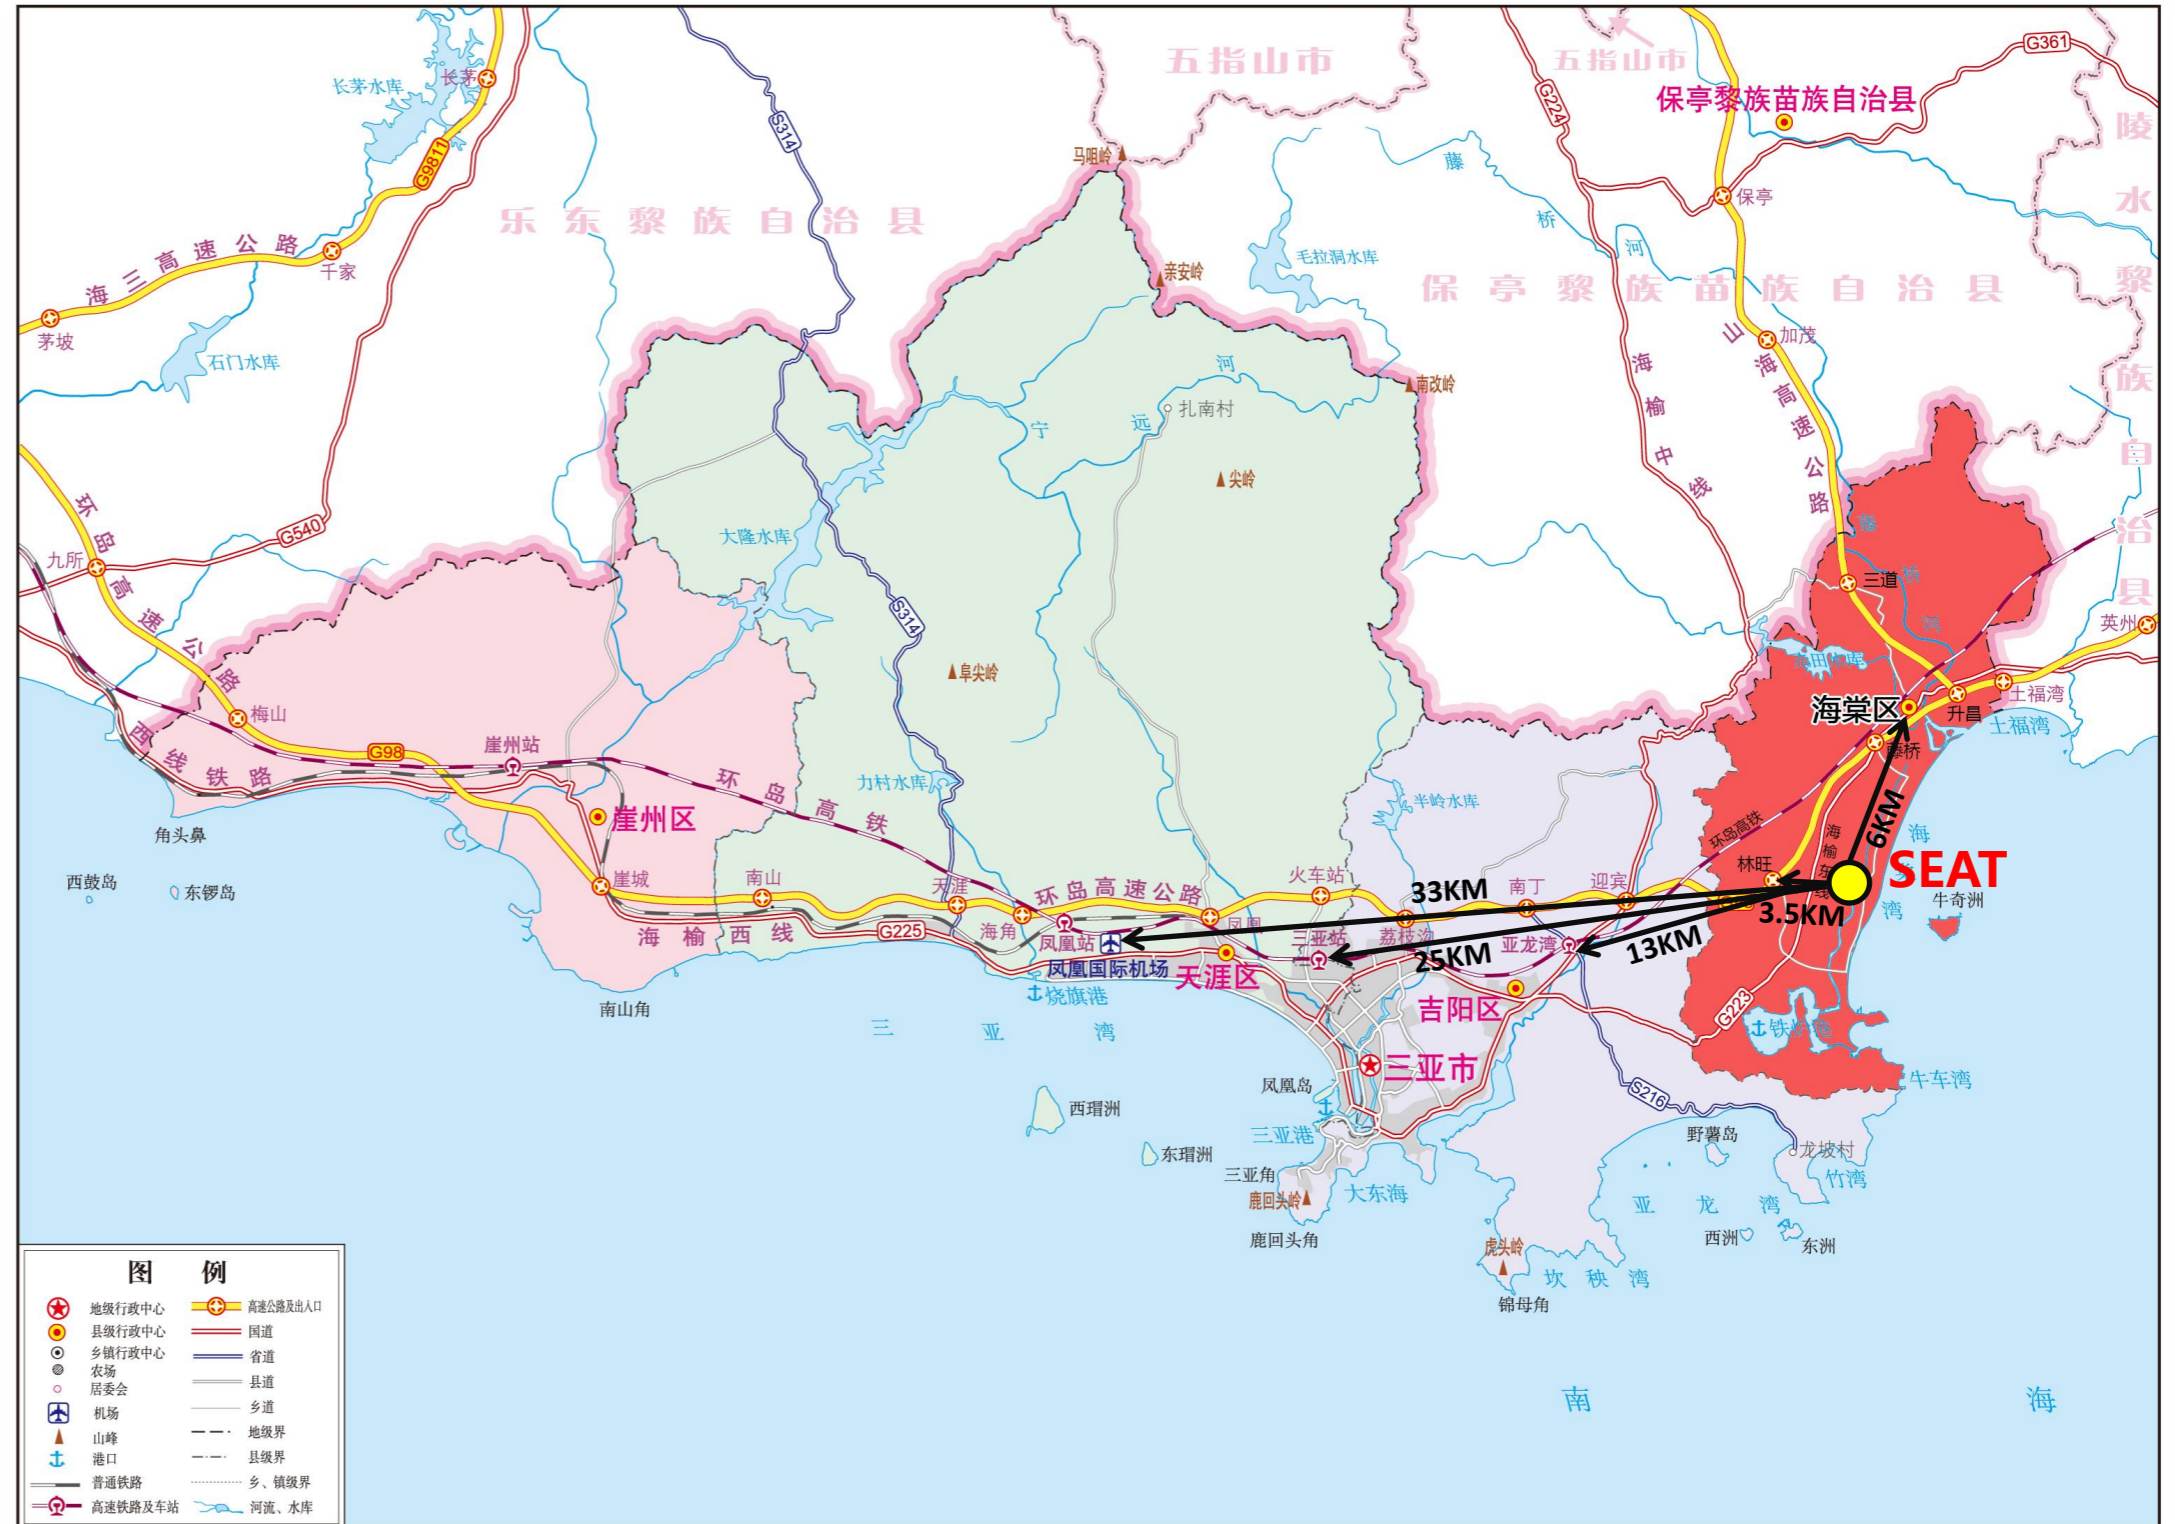 五指山市
五指山市
G361
长茅
长茅水库
G224
保亭黎族苗族自治县
陵水黎族自治县
S314
马咀岭
藤桥河
G9811
保亭
乐东黎族自治县
海三高速公路
千家
毛拉洞水库
亲安岭
保亭黎族苗族自治县
茅坡
石门水库
山海高速公路
加茂
海榆中线
南改岭
宁远河
扎南村
尖岭
环岛高速公路
G540
大隆水库
藤桥河
九所
三道
S314
英州
阜尖岭
赤田水库
海棠区
升昌
土福湾
土福湾
梅山
G98
崖州站
藤桥
西线铁路
环岛高铁
力村水库
半岭水库
6KM
崖州区
环岛高铁
海榆东线
海棠湾
角头鼻
林旺
SEAT
西鼓岛
东锣岛
崖城
南山
天涯
环岛高速公路
火车站
33KM
南丁
迎宾
3.5KM
牛奇洲
海榆西线
G225
海角
凤凰站
凤凰
三亚站
荔枝沟
亚龙湾
13KM
25KM
凤凰国际机场
天涯区
烧旗港
吉阳区
G223
铁炉港
南山角
三亚湾
三亚市
凤凰岛
牛车湾
西瑁洲
S216
三亚港
野薯岛
东瑁洲
龙坡村
三亚角
大东海
竹湾
鹿回头岭
亚龙湾
鹿回头角
虎头岭
西洲
东洲
坎秧湾
锦母角
南海
图例
地级行政中心
高速公路及出入口
县级行政中心
国道
乡镇行政中心
省道
农场
县道
居委会
乡道
机场
地级界
山峰
县级界
港口
乡、镇级界
普通铁路
河流、水库
高速铁路及车站